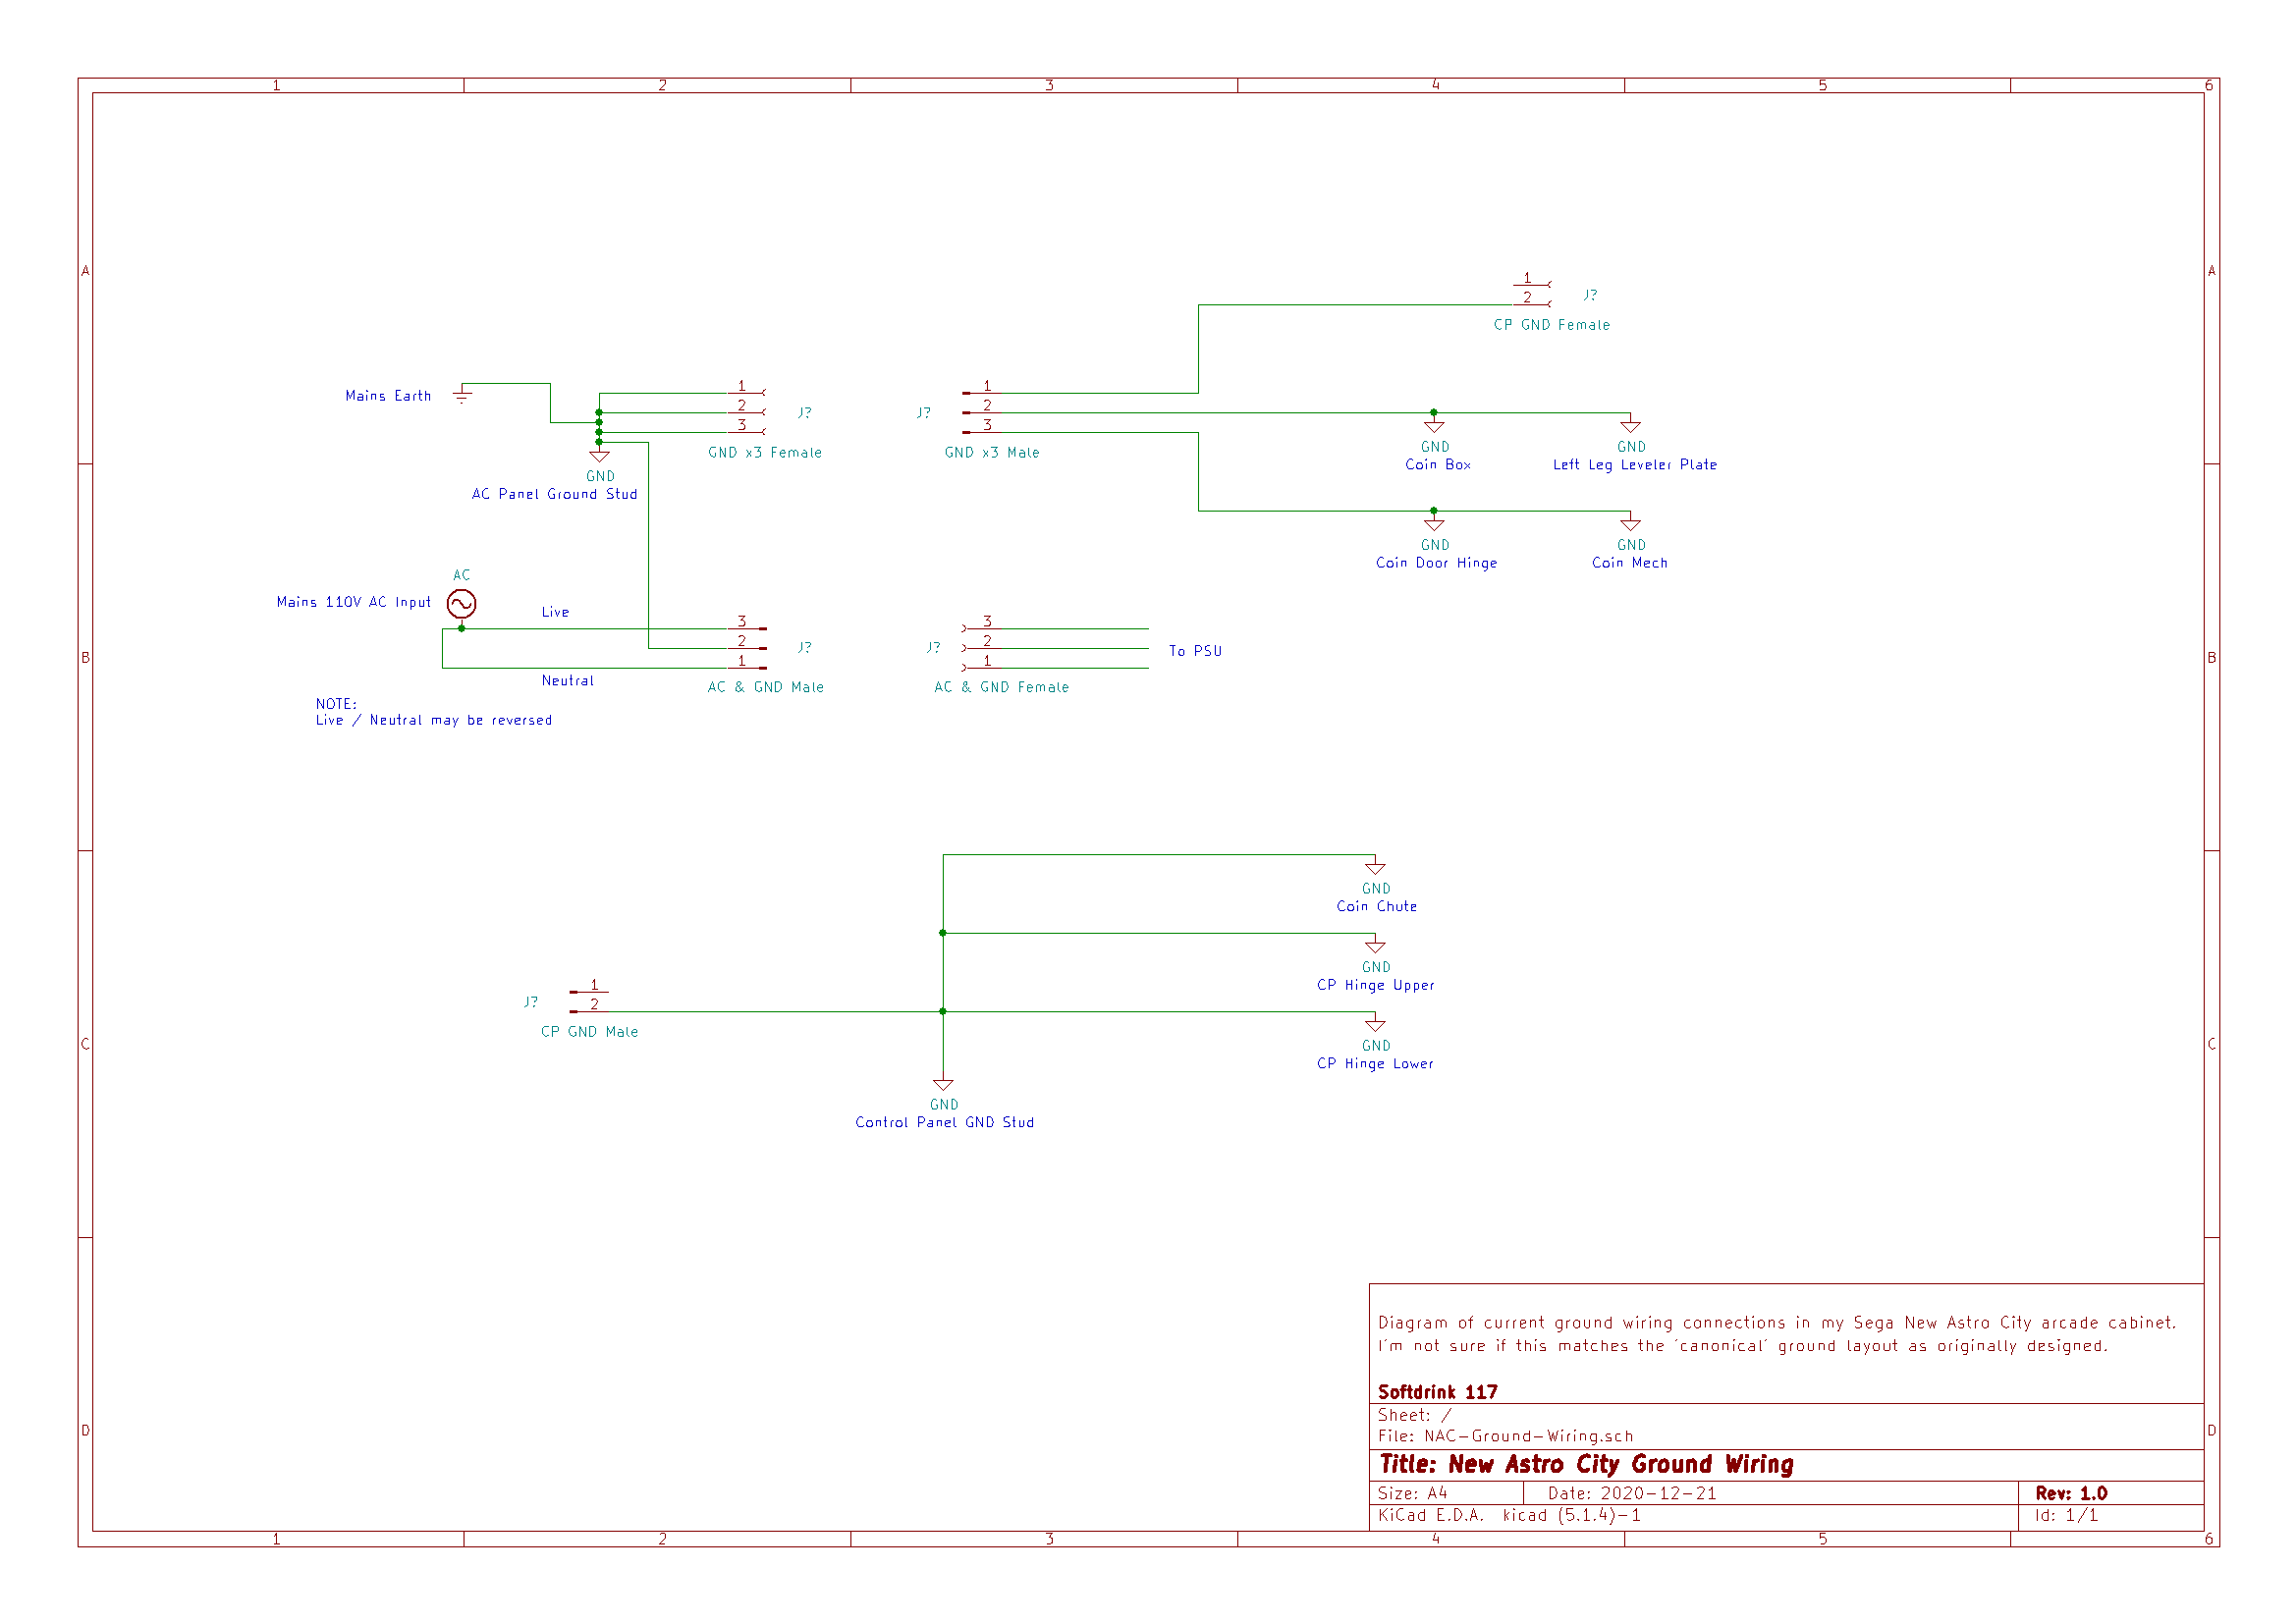 1 2 3 4 5 6
A A
1
2
J?
CP GND Female
Mains Earth
1
2
3
J?
GND x3 Female
GND
AC Panel Ground Stud
J?
1
2
3
GND x3 Male
GND
Coin Box
GND
Left Leg Leveler Plate
GND
Coin Door Hinge
GND
Coin Mech
AC
Mains 110V AC Input
Live
Neutral
NOTE:
Live / Neutral may be reversed
3
2
1
J?
AC & GND Male
J?
3
2
1
AC & GND Female
To PSU
B B
GND
Coin Chute
GND
CP Hinge Upper
J?
1
2
CP GND Male
GND
CP Hinge Lower
C C
GND
Control Panel GND Stud
Diagram of current ground wiring connections in my Sega New Astro City arcade cabinet.
I'm not sure if this matches the 'canonical' ground layout as originally designed.
Softdrink 117
Sheet: /
File: NAC-Ground-Wiring.sch
D D
Title: New Astro City Ground Wiring
Size: A4 Date: 2020-12-21 Rev: 1.0
KiCad E.D.A. kicad (5.1.4)-1 Id: 1/1
1 2 3 4 5 6